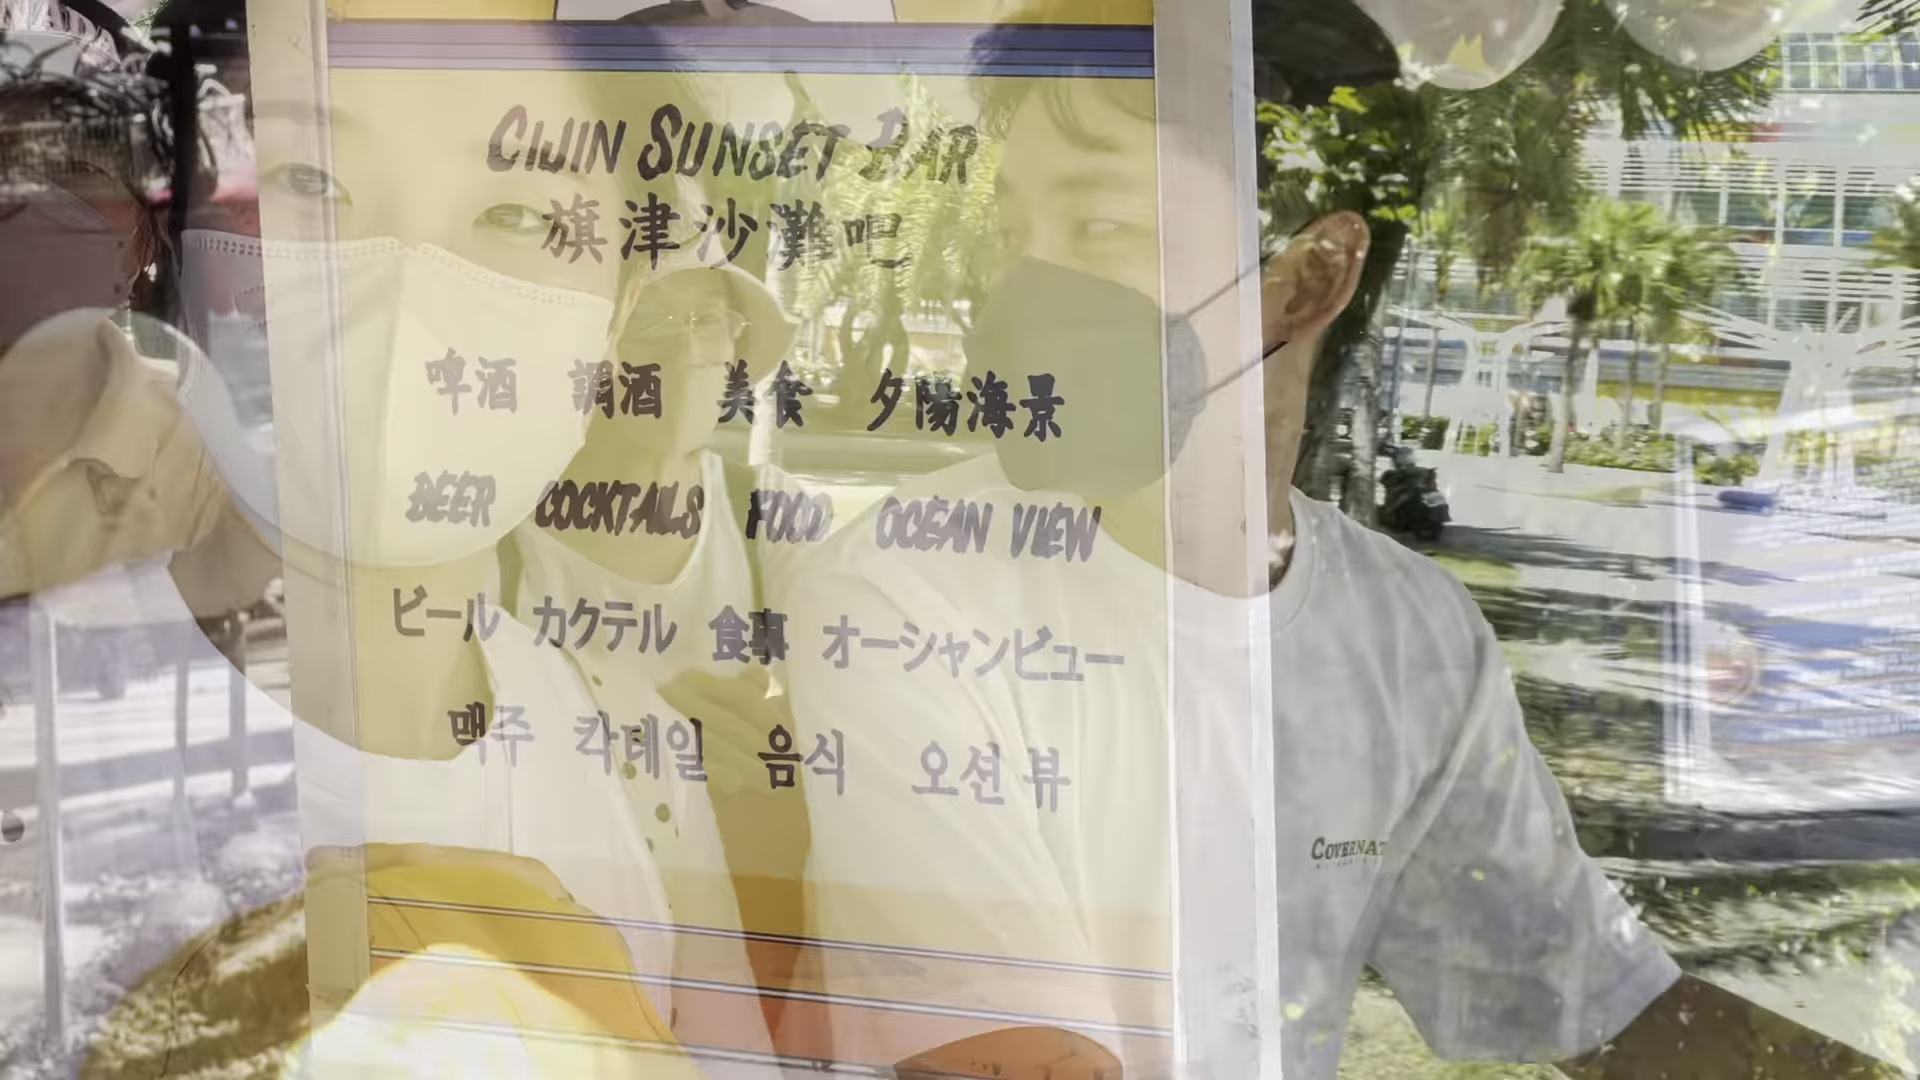 CIJIN SUNSET BAR
旗津沙灘吧
啤酒 調酒 美食 夕陽海景
BEER COCKTAILS FOOD OCEAN VIEW
ビール カクテル 食事 オーシャンビュー
맥주 칵테일 음식 오션 뷰
COVERNAT